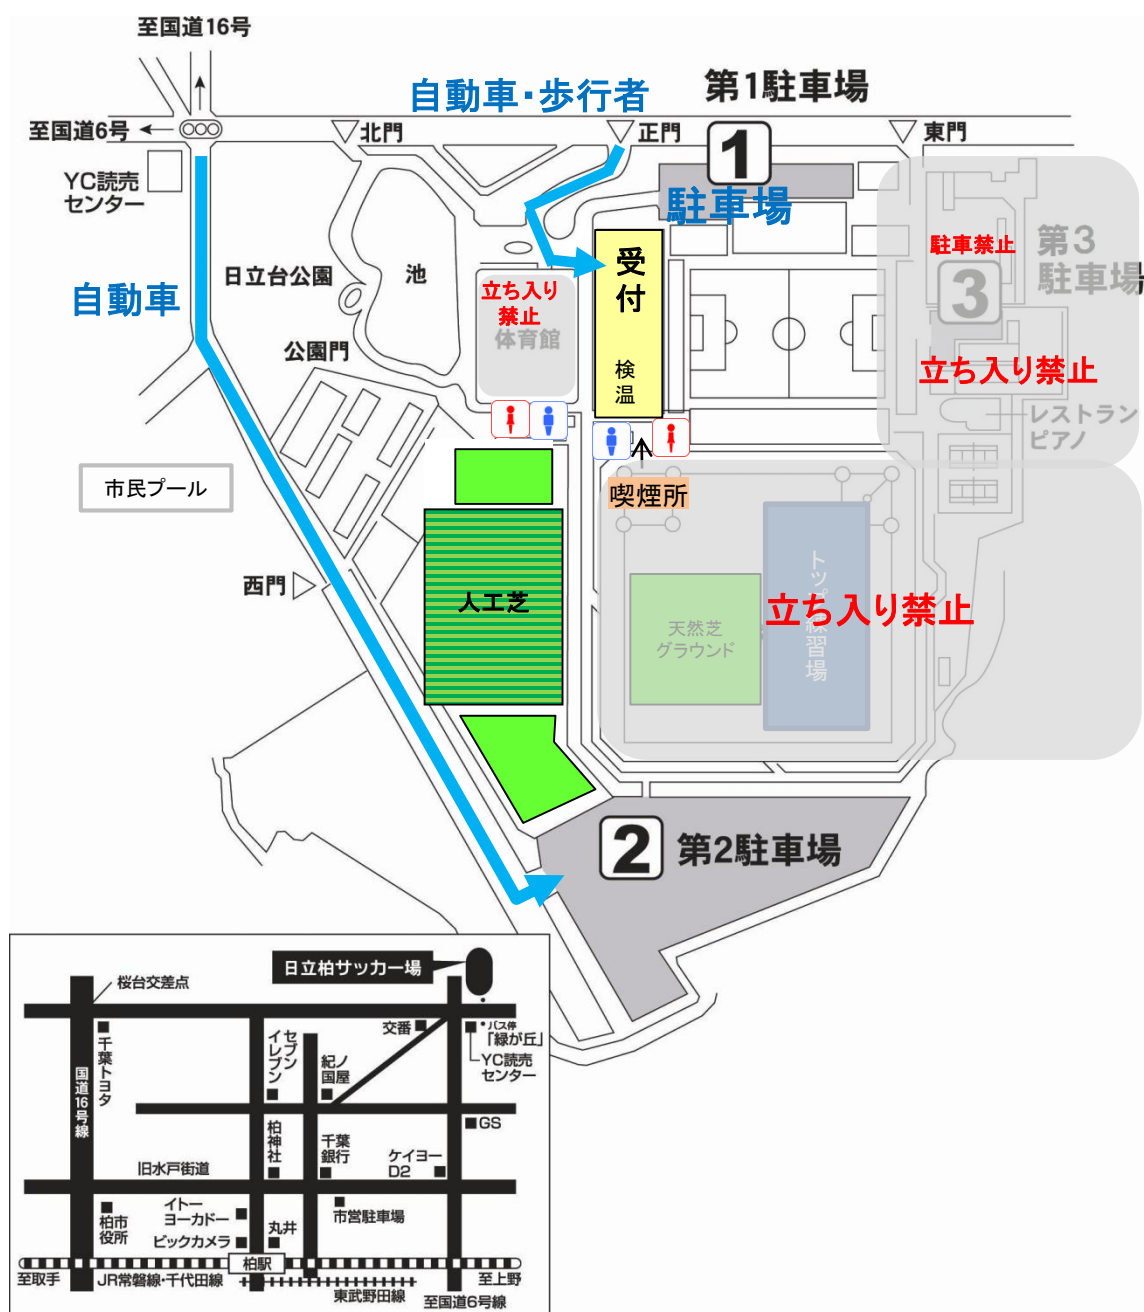 至国道16号
自動車・歩行者
第1駐車場
至国道6号
北門
正門
東門
1
駐車場
YC読売
センター
受付
駐車禁止
第3
駐車場
3
日立台公園
池
立ち入り
禁止
体育館
自動車
公園門
検温
立ち入り禁止
レストラン
ピアノ
市民プール
喫煙所
西門
人工芝
天然芝
グラウンド
トップ練習場
立ち入り禁止
2
第2駐車場
日立柏サッカー場
桜台交差点
千葉トヨタ
国道16号線
セブン
イレブン
紀ノ
国屋
交番
バス停
「緑が丘」
YC読売
センター
GS
柏神社
千葉
銀行
ケイヨー
D2
旧水戸街道
柏市
役所
イトー
ヨーカドー
ビックカメラ
丸井
市営駐車場
柏駅
至取手
JR常磐線・千代田線
東武野田線
至上野
至国道6号線